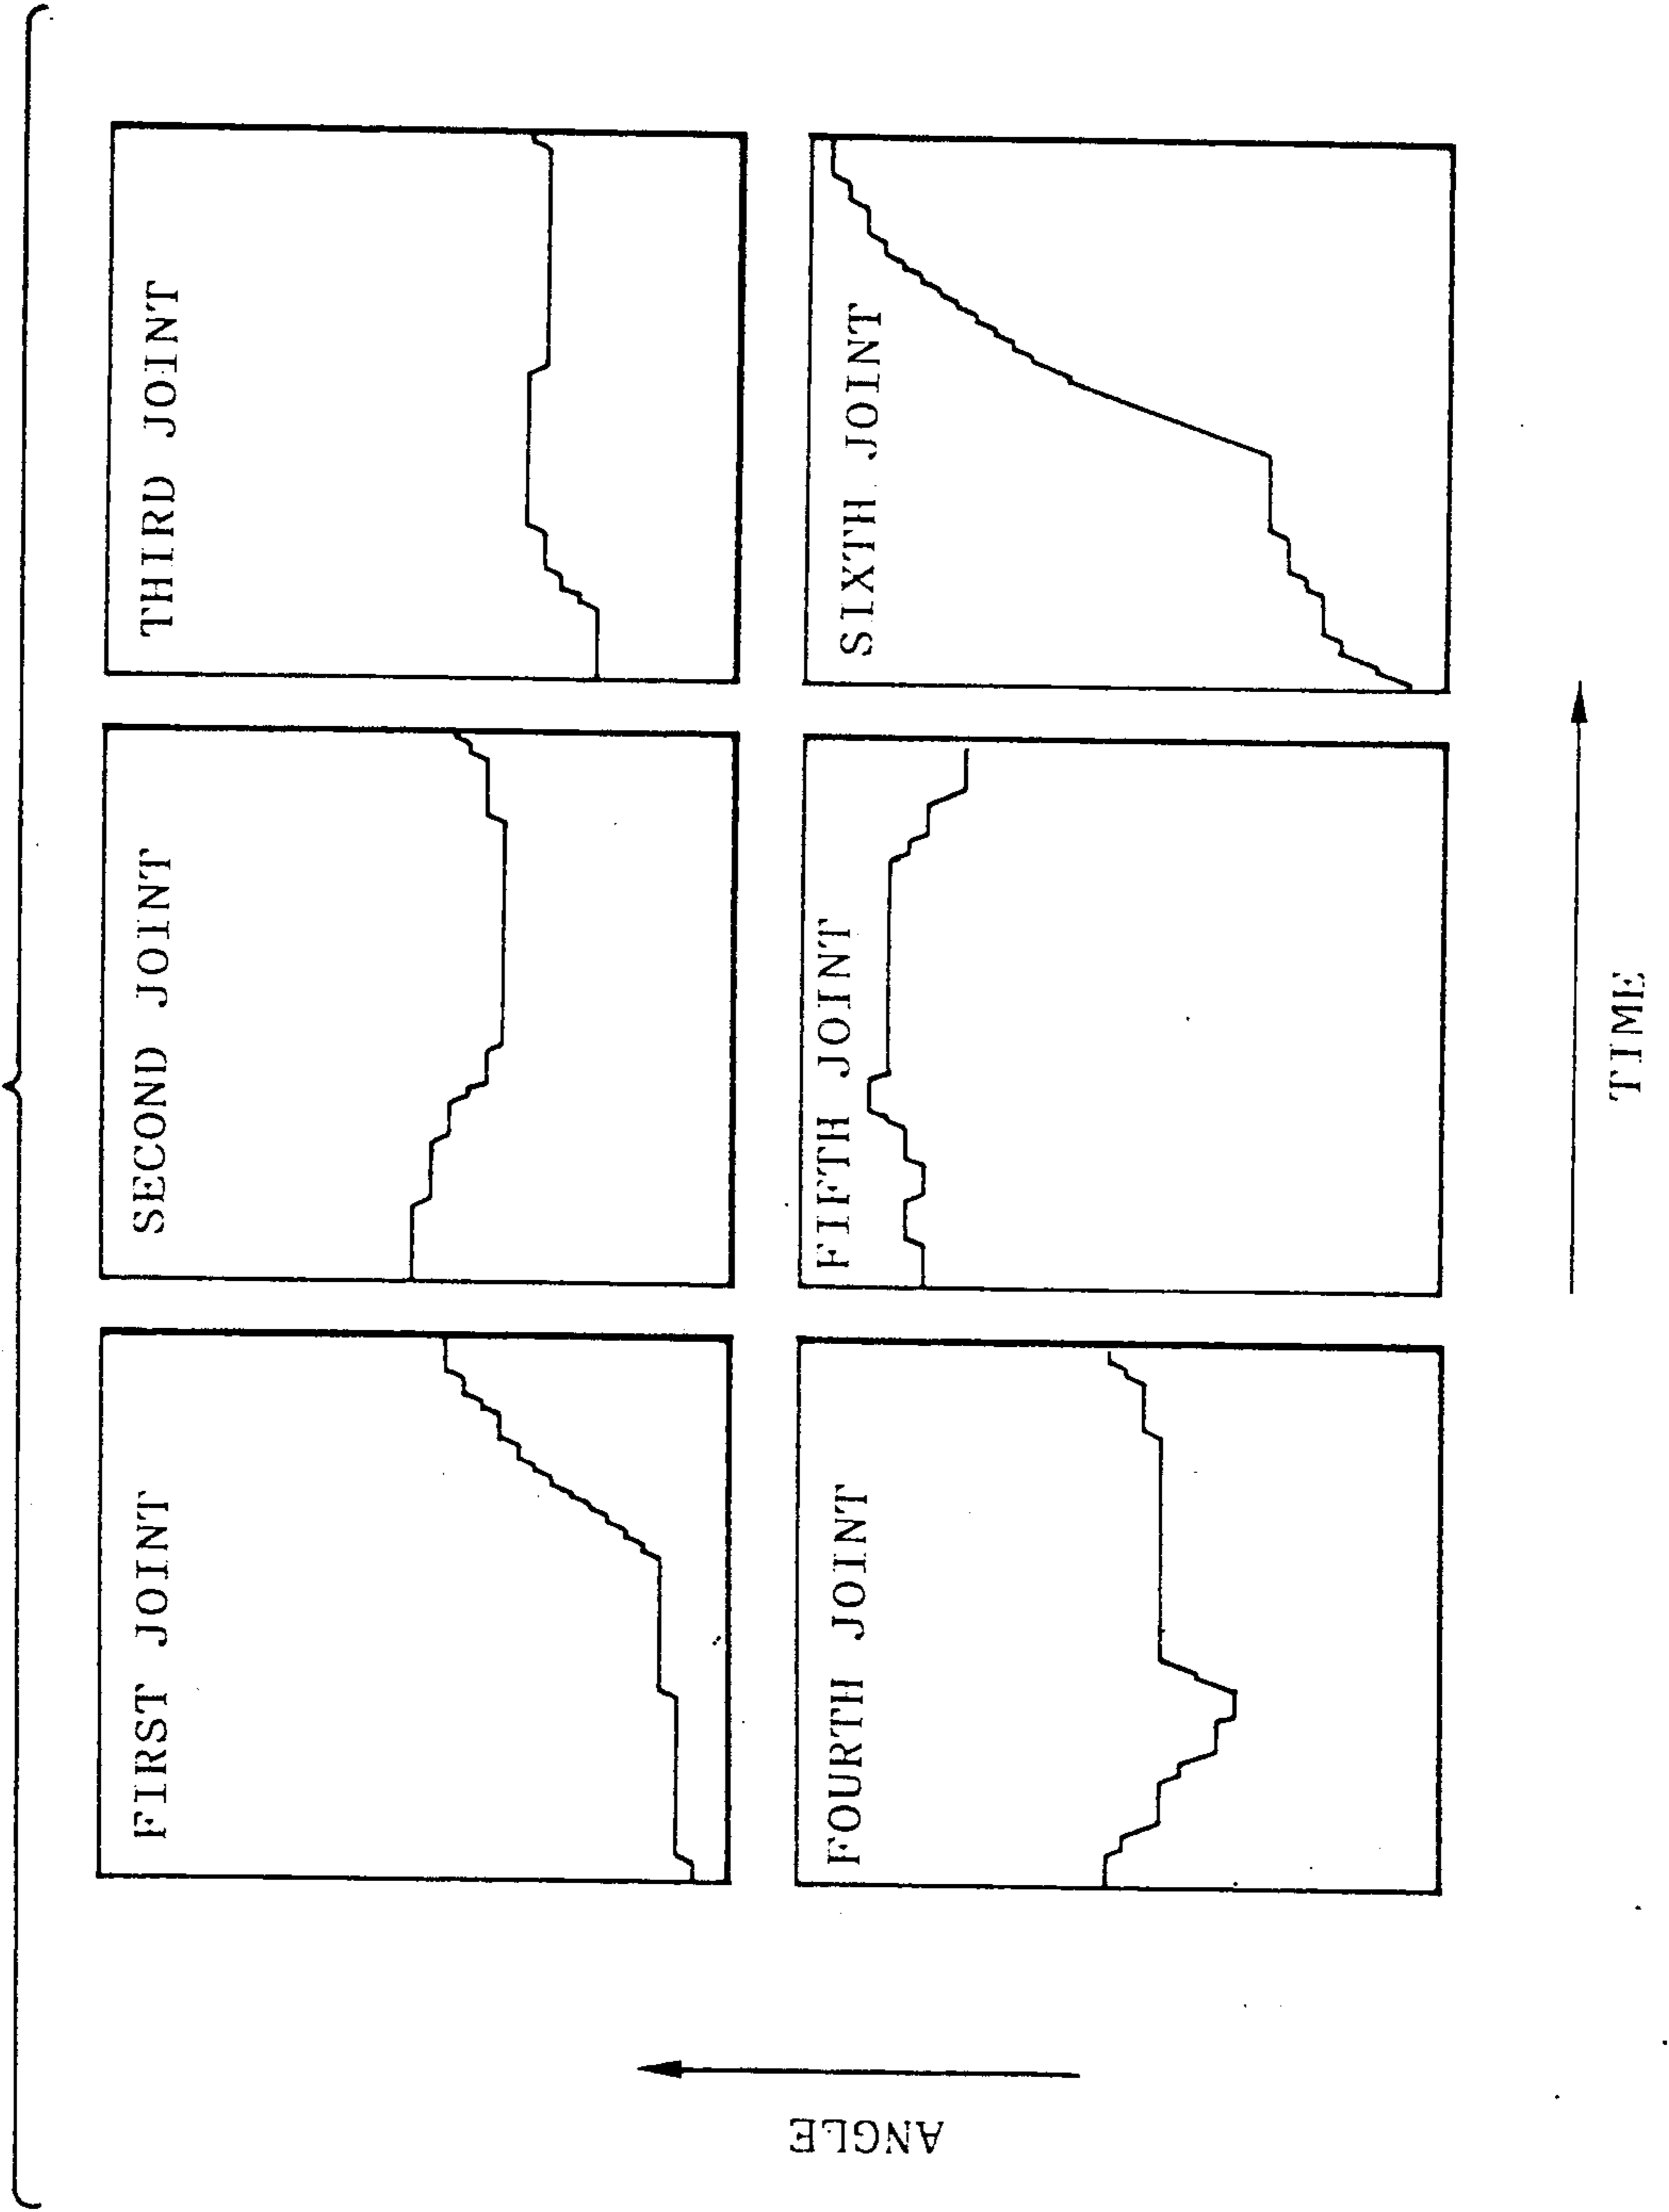 FIRST JOINT
SECOND JOINT
THIRD JOINT
FOURTH JOINT
FIFTH JOINT
SIXTH JOINT
ANGLE
TIME